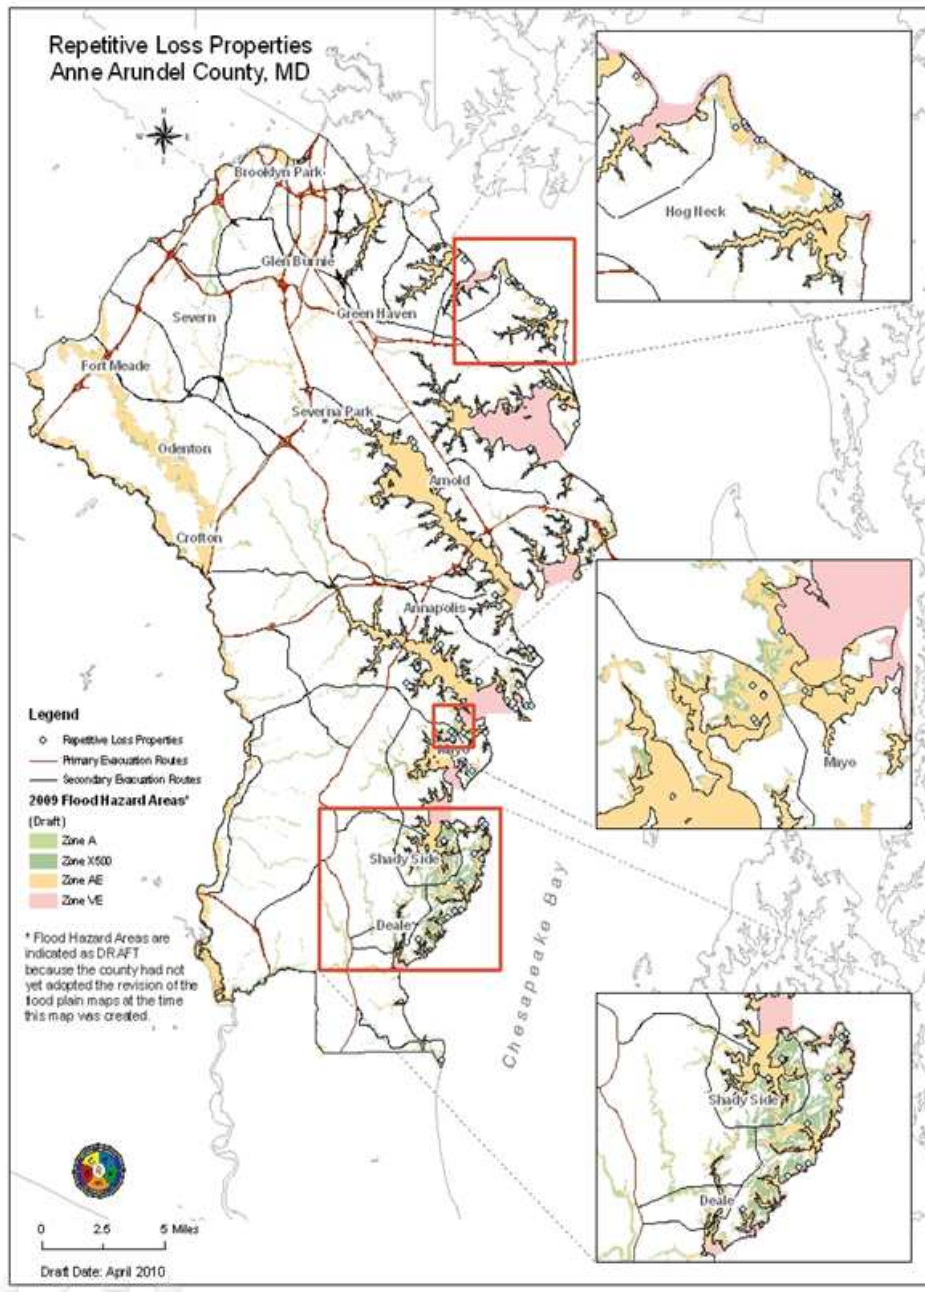 Repetitive Loss Properties
Anne Arundel County, MD
N
W E
S
Brooklyn Park
Glen Burnie
Severn
Green Haven
Fort Meade
Severna Park
Odenton
Arnold
Crofton
Annapolis
Mayo
Shady Side
Deale
Chesapeake Bay
Hog Neck
Mayo
Shady Side
Deale
Legend
Repetitive Loss Properties
Primary Evacuation Routes
Secondary Evacuation Routes
2009 Flood Hazard Areas*
(Draft)
Zone A
Zone X500
Zone AE
Zone VE
* Flood Hazard Areas are
indicated as DRAFT
because the county had not
yet adopted the revision of the
flood plain maps at the time
this map was created.
0 2.5 5 Miles
Draft Date: April 2010